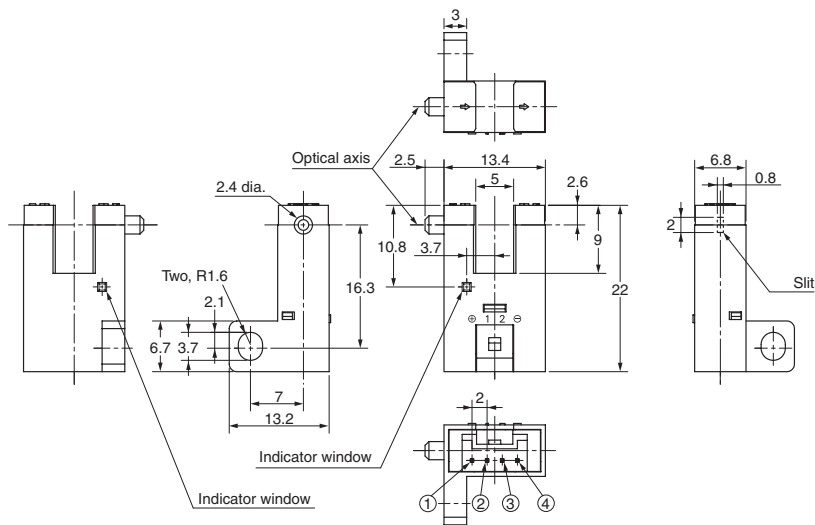 3
Optical axis
2.5
13.4
5
2.6
6.8
0.8
2.4 dia.
10.8
3.7
9
2
16.3
22
Two, R1.6
Slit
2.1
⊕ 1 2 ⊖
6.7
3.7
7
13.2
2
Indicator window
Indicator window
① ② ③ ④